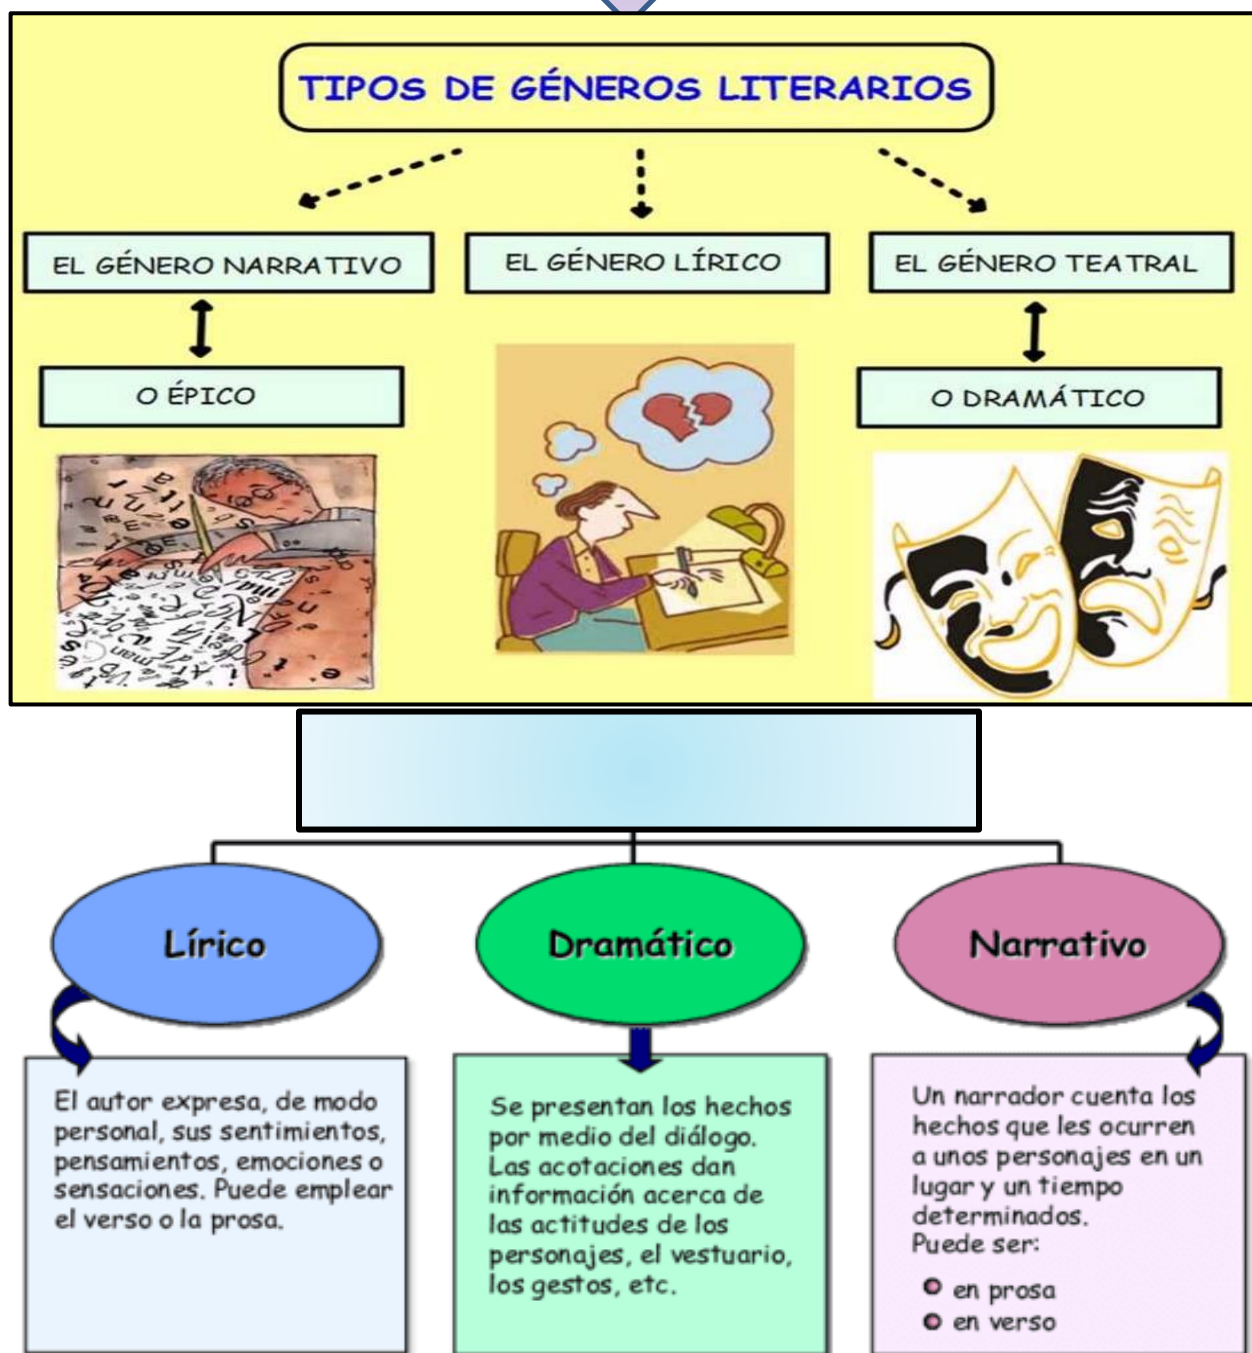 TIPOS DE GÉNEROS LITERARIOS
EL GÉNERO NARRATIVO
EL GÉNERO LÍRICO
EL GÉNERO TEATRAL
O ÉPICO
O DRAMÁTICO
Lírico
Dramático
Narrativo
El autor expresa, de modo
personal, sus sentimientos,
pensamientos, emociones o
sensaciones. Puede emplear
el verso o la prosa.
Se presentan los hechos
por medio del diálogo.
Las acotaciones dan
información acerca de
las actitudes de los
personajes, el vestuario,
los gestos, etc.
Un narrador cuenta los
hechos que les ocurren
a unos personajes en un
lugar y un tiempo
determinados.
Puede ser:
en prosa
en verso